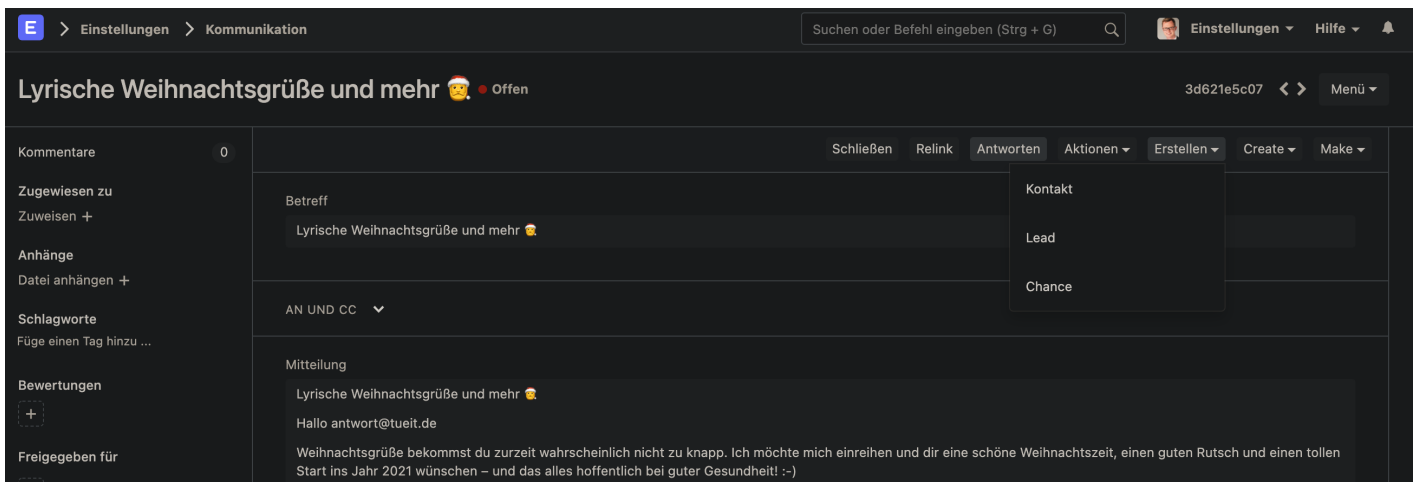 E Einstellungen Kommunikation Suchen oder Befehl eingeben (Strg + G) Einstellungen Hilfe
Lyrische Weihnachtsgrüße und mehr 🎅 Offen 3d621e5c07 Menü
Kommentare 0
Schließen Relink Antworten Aktionen Erstellen Create Make
Zugewiesen zu
Zuweisen +
Anhänge
Datei anhängen +
Schlagworte
Füge einen Tag hinzu ...
Bewertungen
+
Freigegeben für
Kontakt
Lead
Chance
Betreff
Lyrische Weihnachtsgrüße und mehr 🎅
AN UND CC
Mitteilung
Lyrische Weihnachtsgrüße und mehr 🎅
Hallo antwort@tueit.de
Weihnachtsgrüße bekommst du zurzeit wahrscheinlich nicht zu knapp. Ich möchte mich einreihen und dir eine schöne Weihnachtszeit, einen guten Rutsch und einen tollen
Start ins Jahr 2021 wünschen – und das alles hoffentlich bei guter Gesundheit! :-)